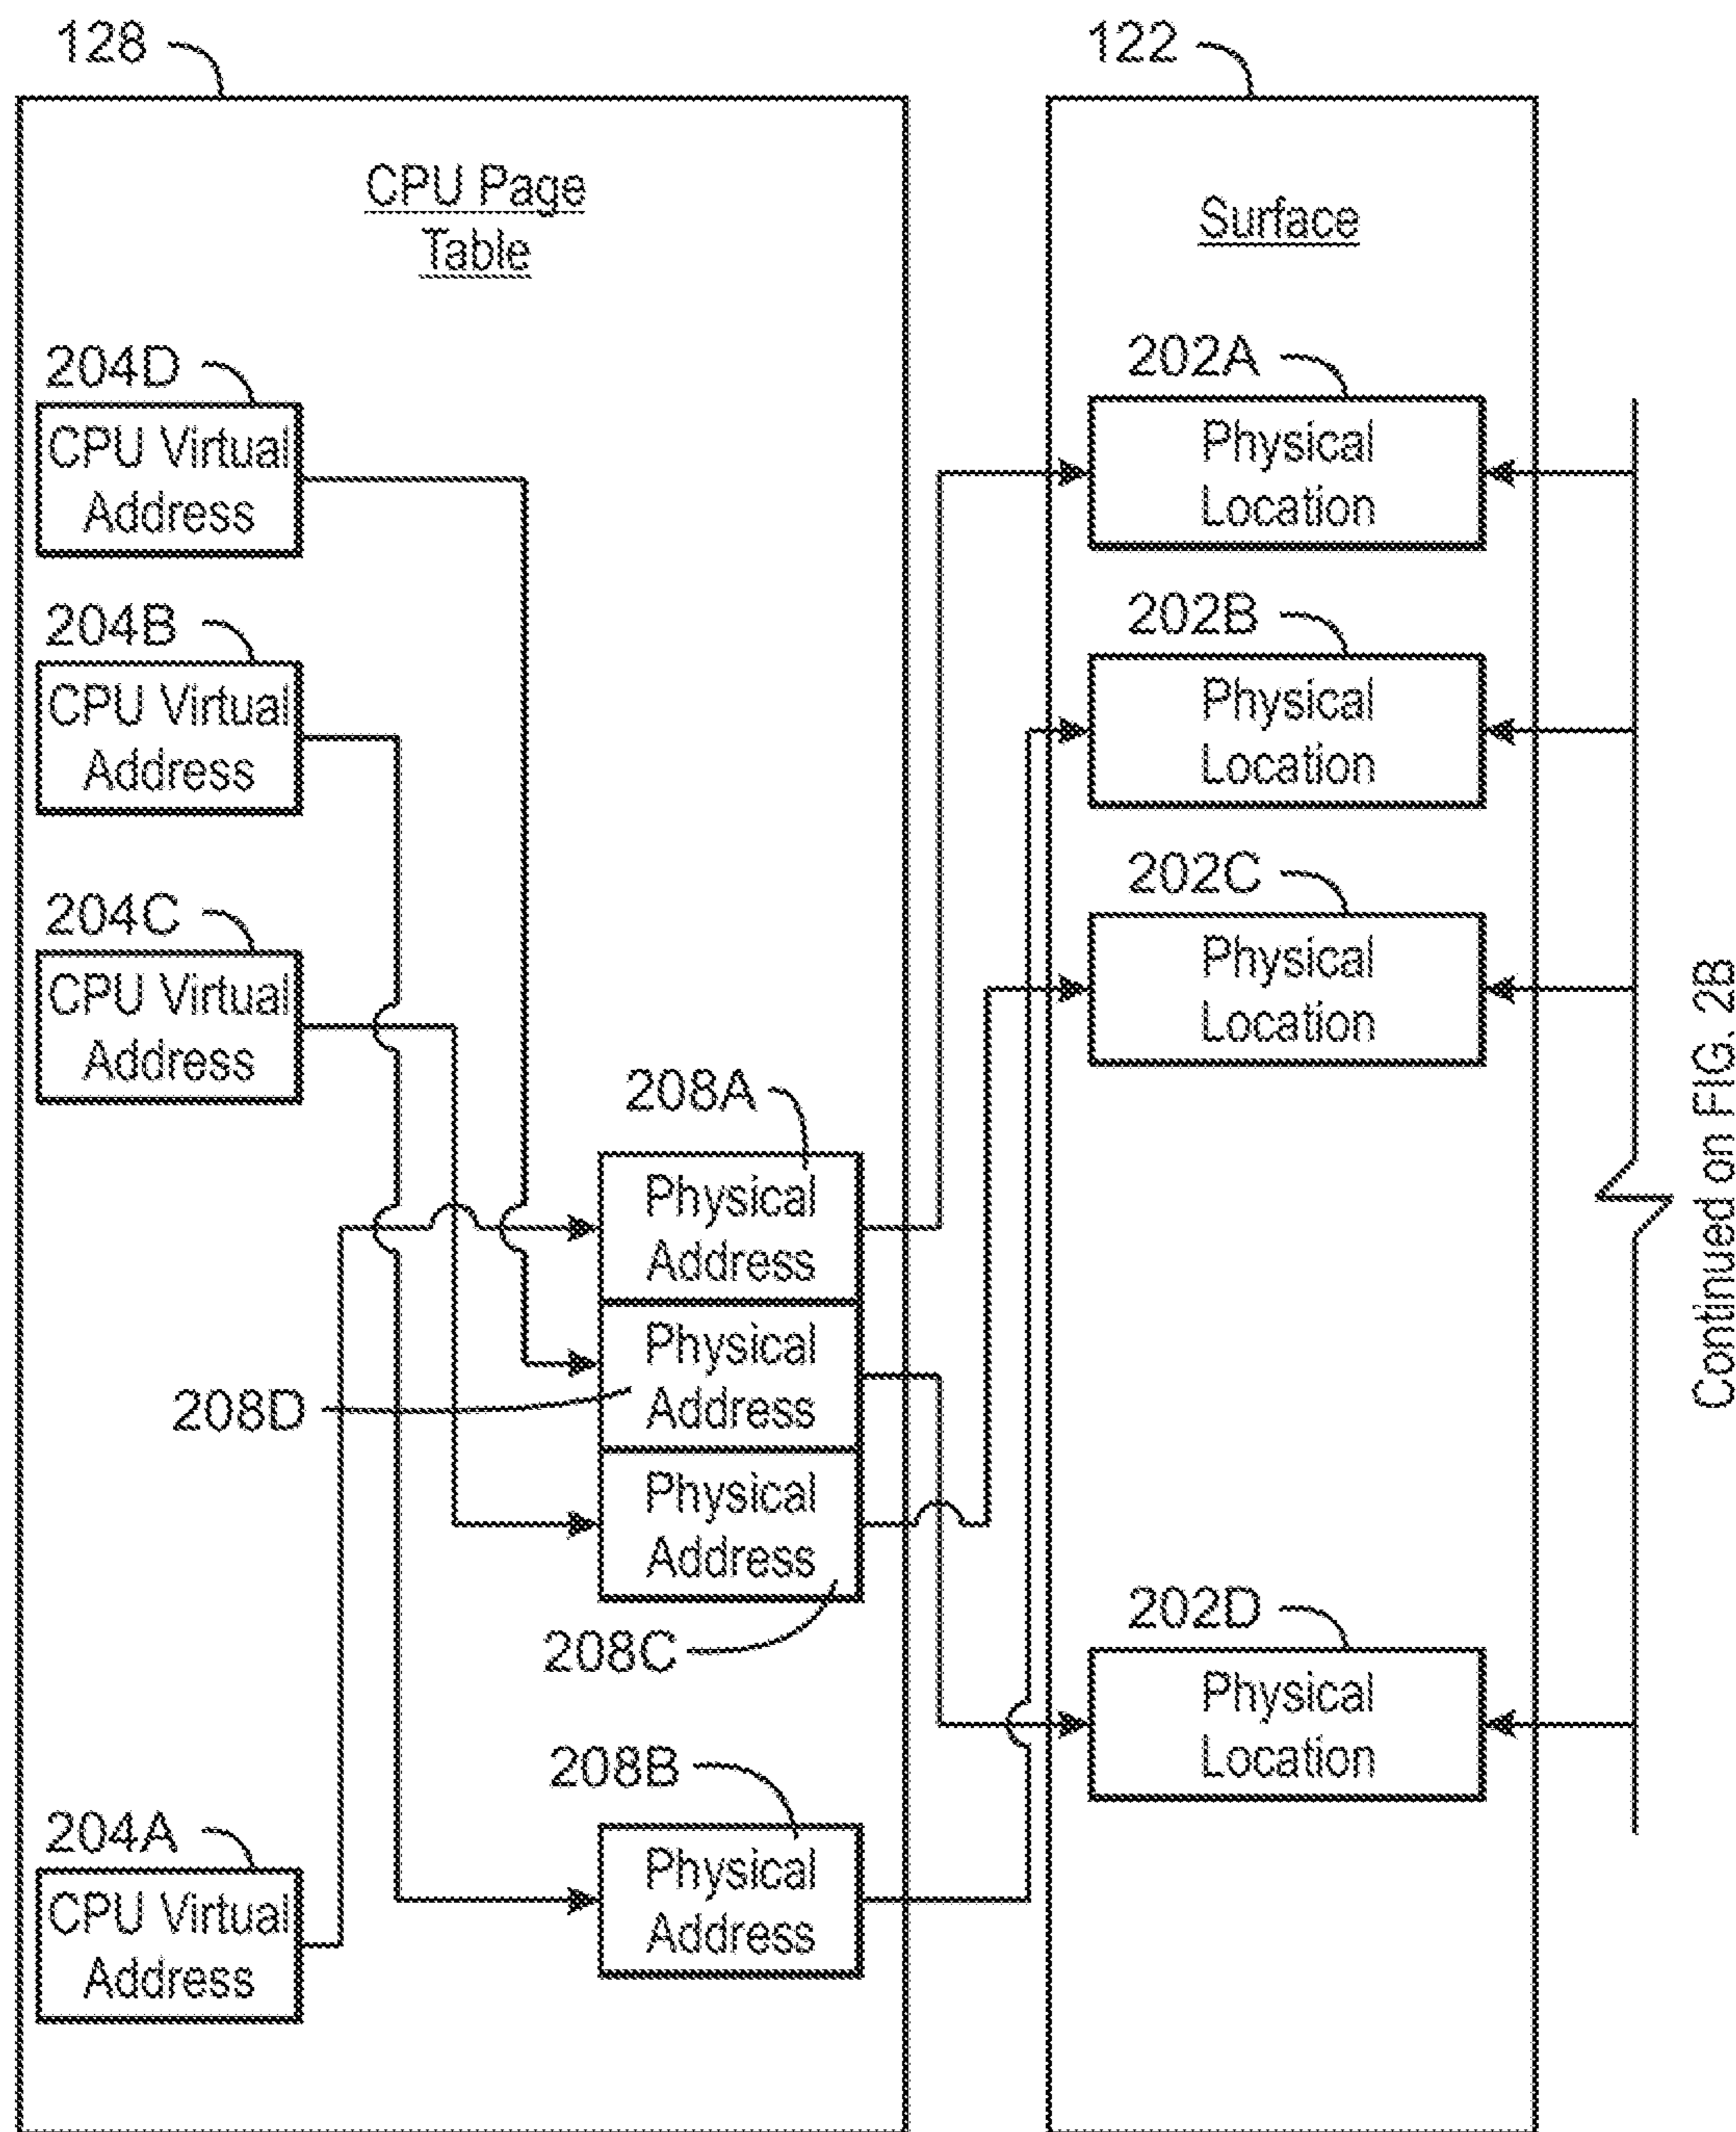 128
122
CPU Page
Table
Surface
204D
CPU Virtual
Address
204B
CPU Virtual
Address
204C
CPU Virtual
Address
208A
Physical
Address
Physical
Address
208D
Physical
Address
208C
208B
Physical
Address
204A
CPU Virtual
Address
202A
Physical
Location
202B
Physical
Location
202C
Physical
Location
202D
Physical
Location
Continued on FIG. 2B